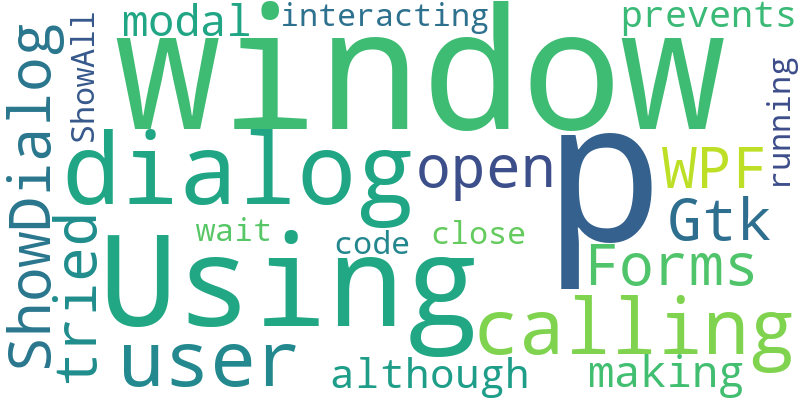 modal
interacting
prevents
window
ShowAll
ShowDialog
running
dialog
open
p
WPF
Gtk
tried
Using
wait
code
close
Forms
calling
user
although
making